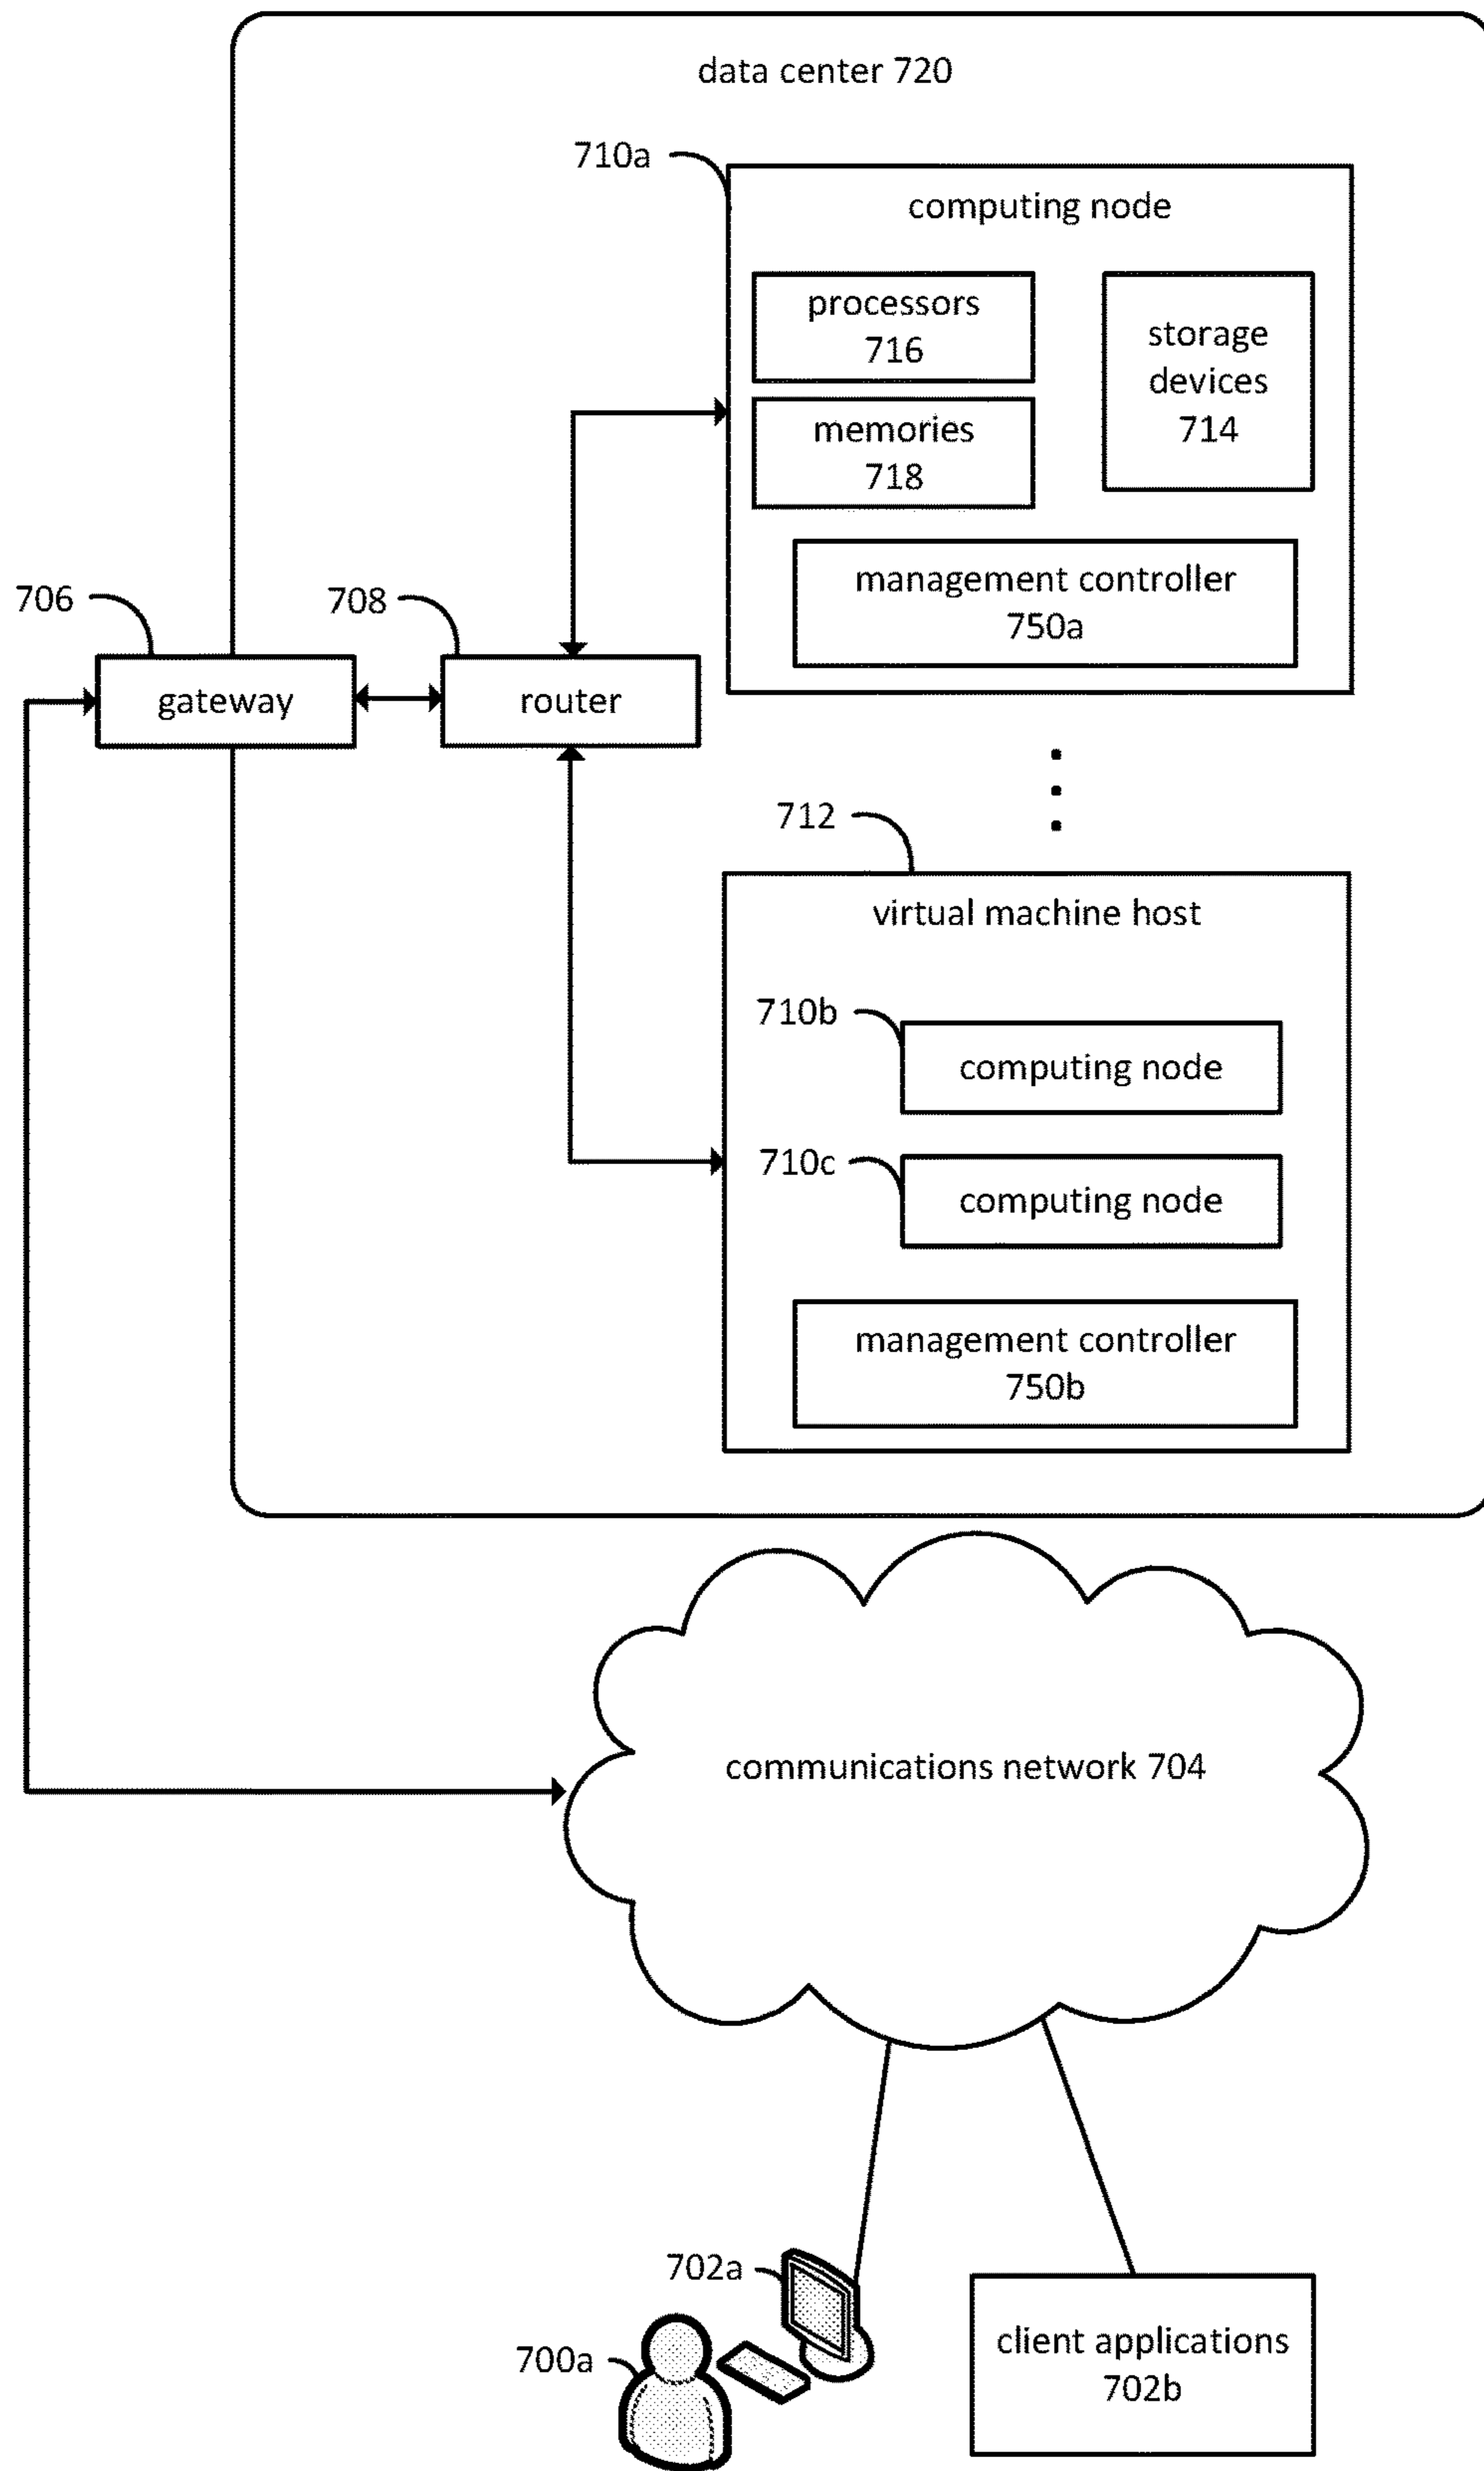 data center 720
710a
computing node
processors
716
storage
devices
714
memories
718
management controller
750a
706
708
gateway
router
712
virtual machine host
710b
computing node
710c
computing node
management controller
750b
communications network 704
702a
700a
client applications
702b